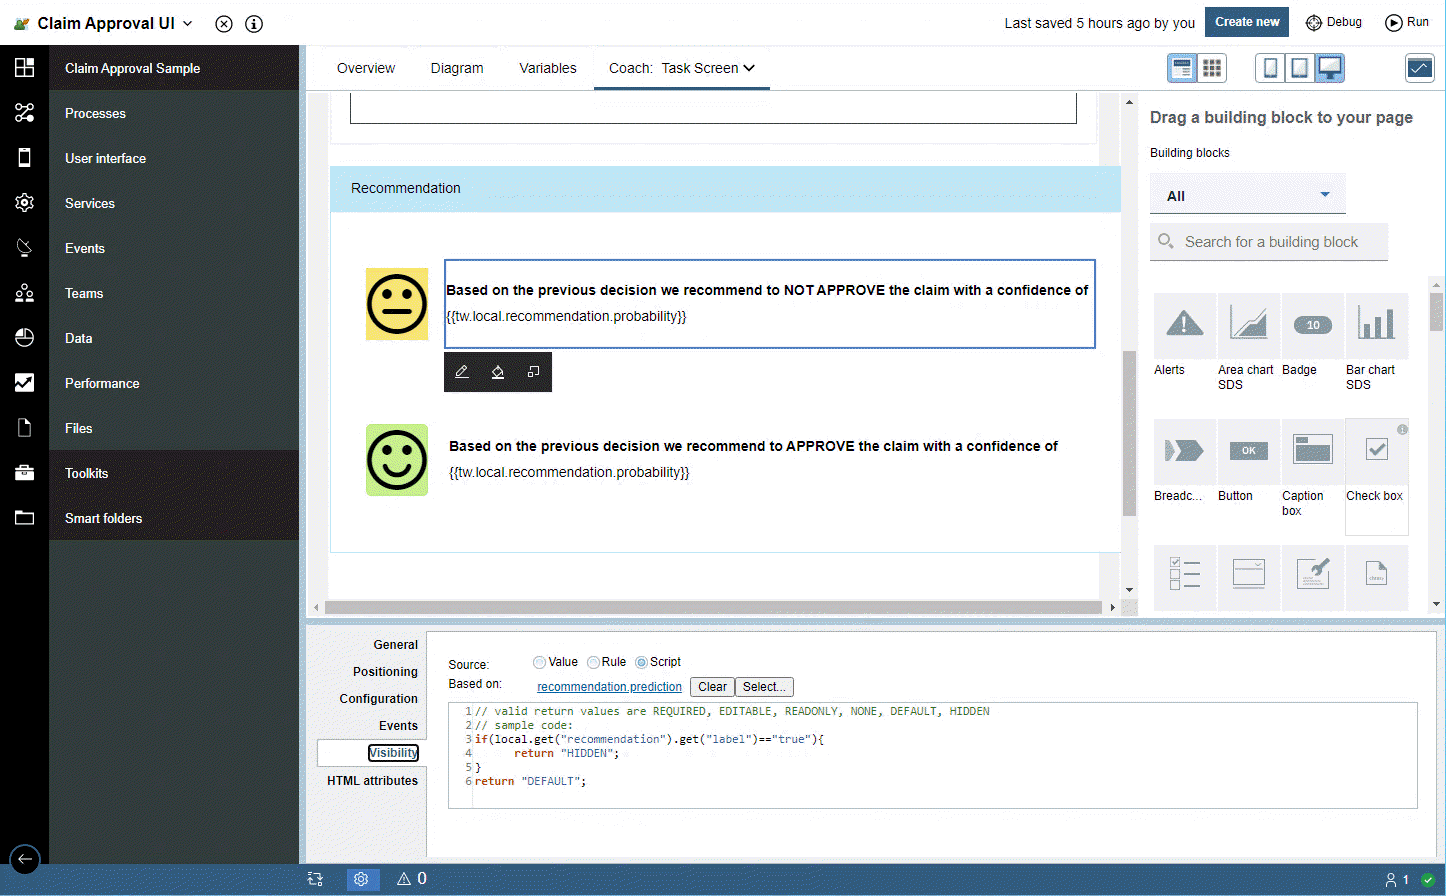 Claim Approval UI
Last saved 5 hours ago by you
Create new
Debug
Run
Claim Approval Sample
Processes
User interface
Services
Events
Teams
Data
Performance
Files
Toolkits
Smart folders
Overview
Diagram
Variables
Coach: Task Screen
Recommendation
Based on the previous decision we recommend to NOT APPROVE the claim with a confidence of
{{tw.local.recommendation.probability}}
Based on the previous decision we recommend to APPROVE the claim with a confidence of
{{tw.local.recommendation.probability}}
Drag a building block to your page
Building blocks
All
Search for a building block
10
Alerts
Area chart
SDS
Badge
Bar chart
SDS
OK
Breadc...
Button
Caption
box
Check box
General
Positioning
Configuration
Events
Visibility
HTML attributes
Source:
Value
Rule
Script
Based on:
recommendation.prediction
Clear
Select...
1 // valid return values are REQUIRED, EDITABLE, READONLY, NONE, DEFAULT, HIDDEN
2 // sample code:
3 if(local.get("recommendation").get("label")=="true"){
4 return "HIDDEN";
5 }
6 return "DEFAULT";
0
1